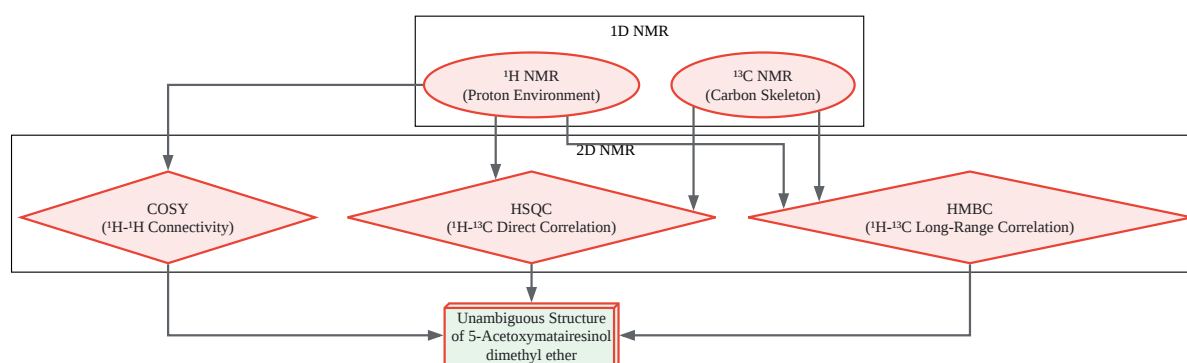 1D NMR
¹H NMR
(Proton Environment)
¹³C NMR
(Carbon Skeleton)
2D NMR
COSY
(¹H-¹H Connectivity)
HSQC
(¹H-¹³C Direct Correlation)
HMBC
(¹H-¹³C Long-Range Correlation)
Unambiguous Structure
of 5-Acetoxymatairesinol
dimethyl ether